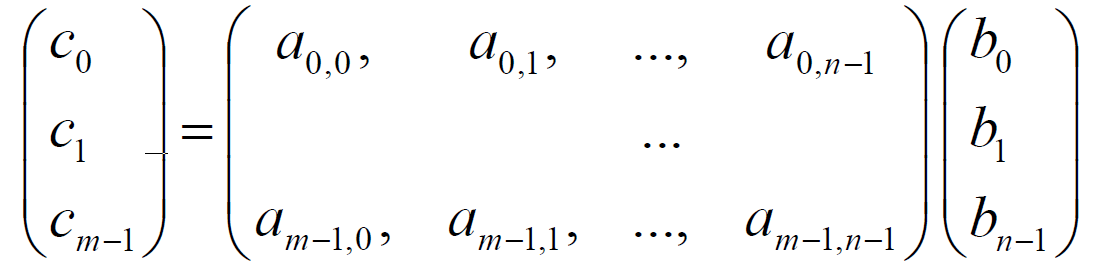 c₀ a₀,₀, a₀,₁, ..., a₀,ₙ₋₁ b₀
c₁ = ... b₁
cₘ₋₁ aₘ₋₁,₀, aₘ₋₁,₁, ..., aₘ₋₁,ₙ₋₁ bₙ₋₁